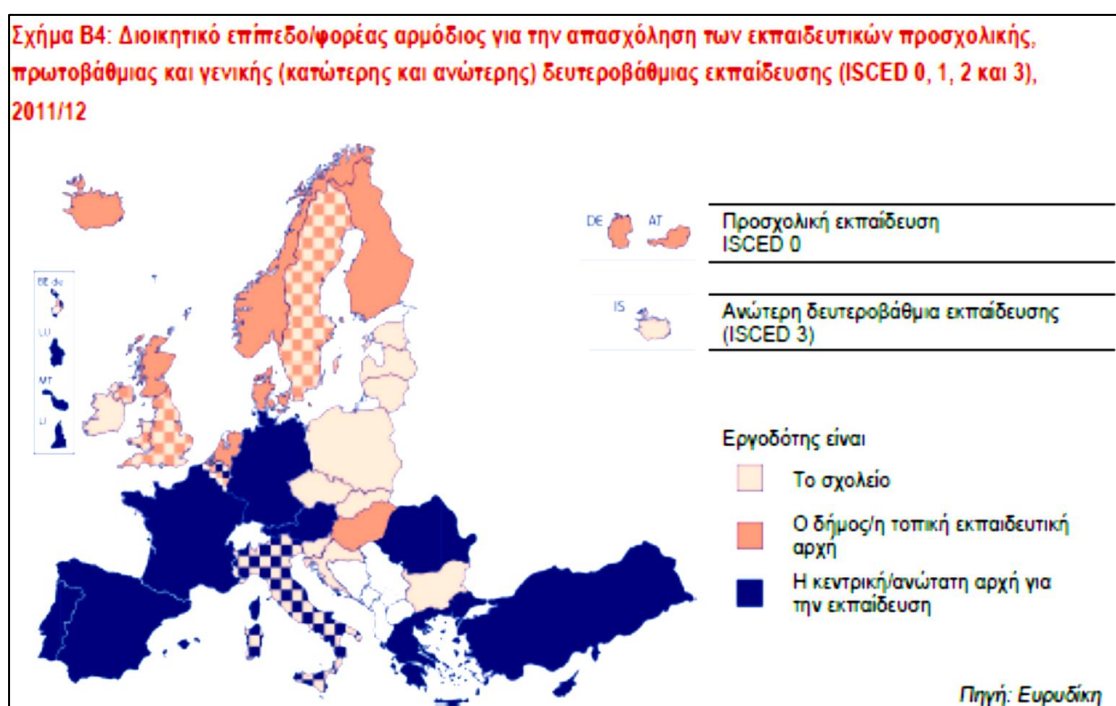 Σχήμα B4: Διοικητικό επίπεδο/φορέας αρμόδιος για την απασχόληση των εκπαιδευτικών προσχολικής,
πρωτοβάθμιας και γενικής (κατώτερης και ανώτερης) δευτεροβάθμιας εκπαίδευσης (ISCED 0, 1, 2 και 3),
2011/12
DE AT
Προσχολική εκπαίδευση
ISCED 0
BE de
LU
MT
LI
IS
Ανώτερη δευτεροβάθμια εκπαίδευσης
(ISCED 3)
Εργοδότης είναι
Το σχολείο
Ο δήμος/η τοπική εκπαιδευτική
αρχή
Η κεντρική/ανώτατη αρχή για
την εκπαίδευση
Πηγή: Ευρυδίκη